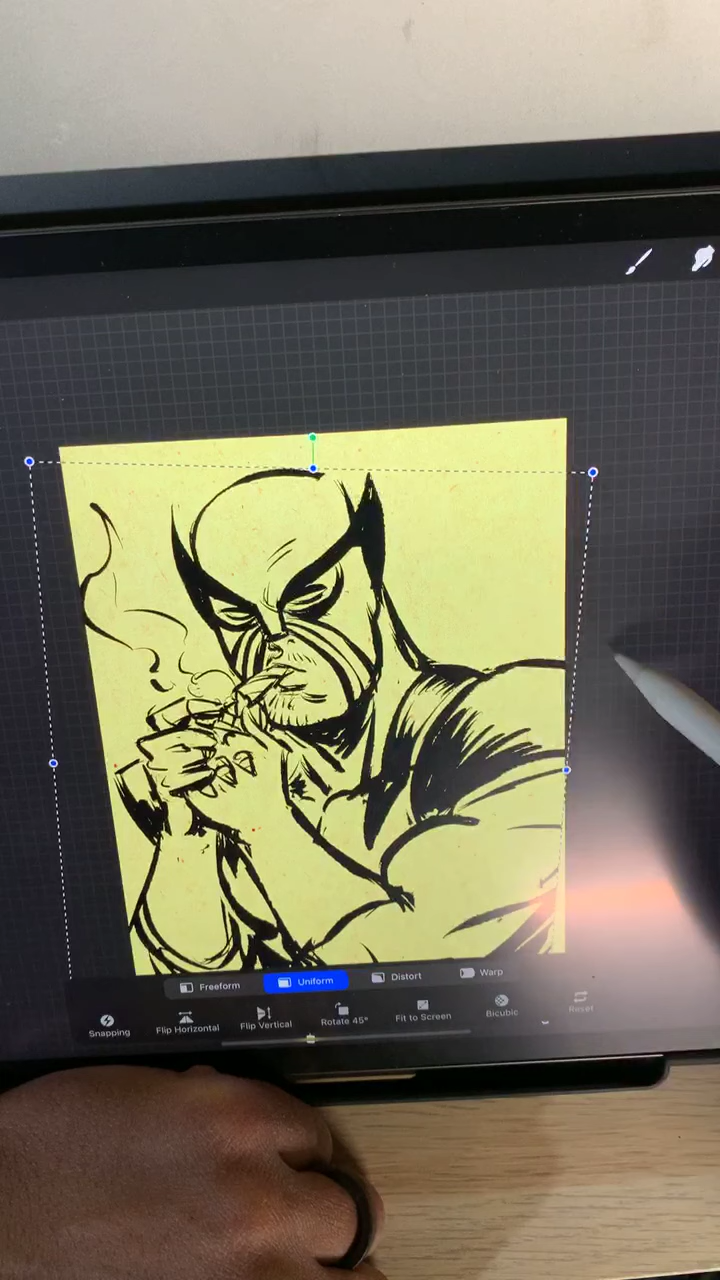 Freeform Uniform Distort Warp
Snapping Flip Horizontal Flip Vertical Rotate 45° Fit to Screen Bicubic Reset